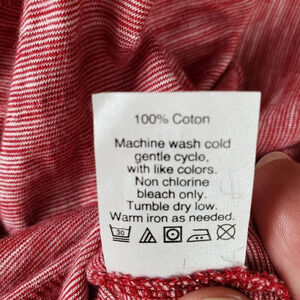 100% Coton
Machine wash cold
gentle cycle,
with like colors.
Non chlorine
bleach only.
Tumble dry low.
Warm iron as needed.
30